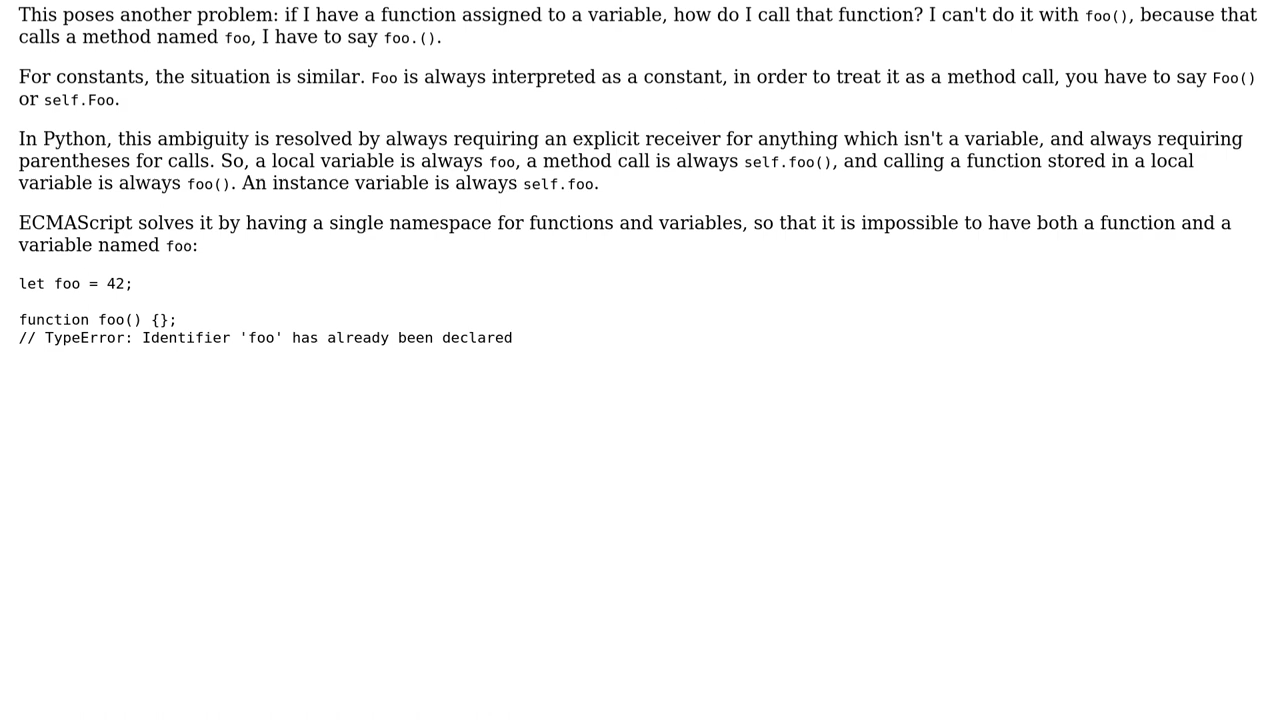 This poses another problem: if I have a function assigned to a variable, how do I call that function? I can't do it with foo(), because that
calls a method named foo, I have to say foo.().
For constants, the situation is similar. Foo is always interpreted as a constant, in order to treat it as a method call, you have to say Foo()
or self.Foo.
In Python, this ambiguity is resolved by always requiring an explicit receiver for anything which isn't a variable, and always requiring
parentheses for calls. So, a local variable is always foo, a method call is always self.foo(), and calling a function stored in a local
variable is always foo(). An instance variable is always self.foo.
ECMAScript solves it by having a single namespace for functions and variables, so that it is impossible to have both a function and a
variable named foo:
let foo = 42;
function foo() {};
// TypeError: Identifier 'foo' has already been declared